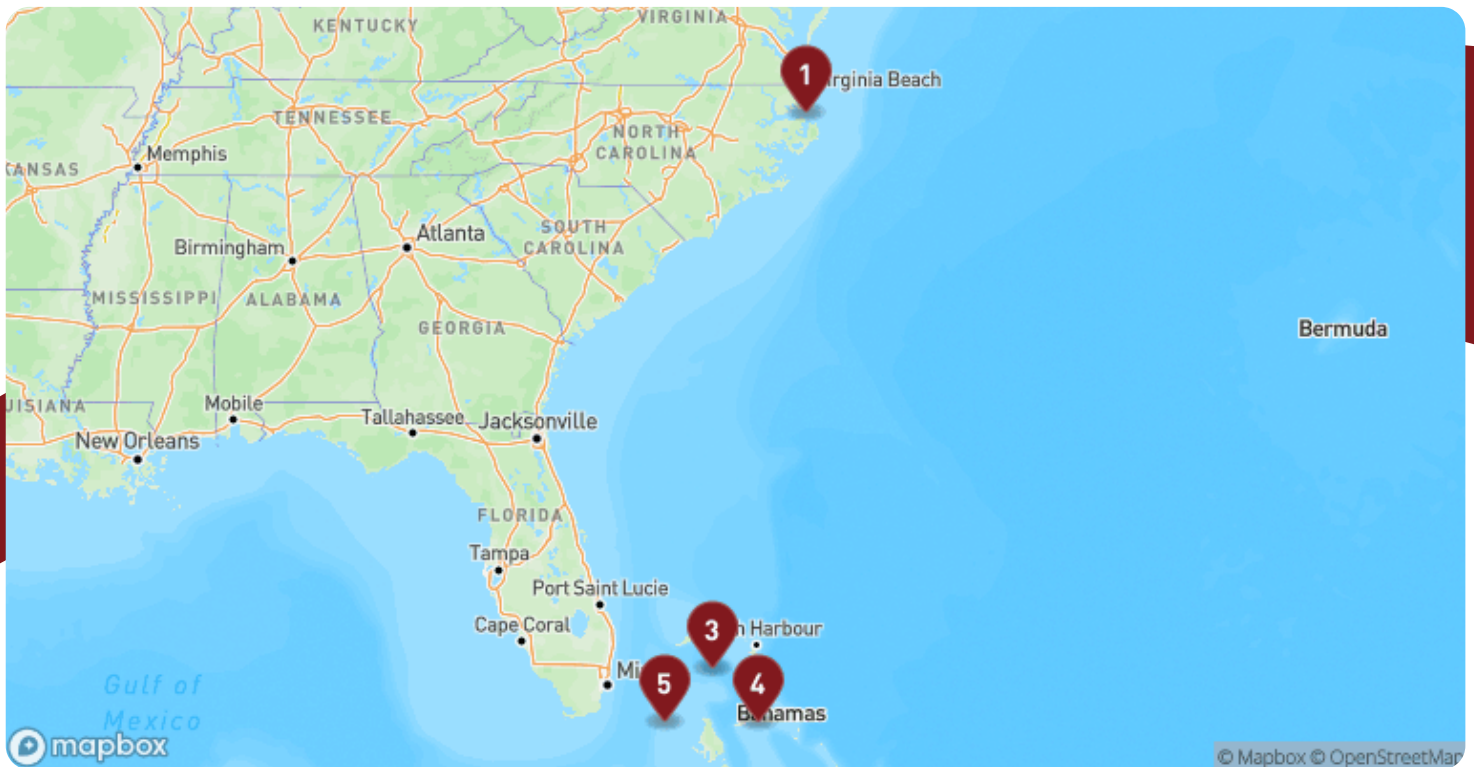 KENTUCKY
VIRGINIA
1
rginia Beach
TENNESSEE
NORTH
CAROLINA
Memphis
KANSAS
Atlanta
SOUTH
CAROLINA
Birmingham
MISSISSIPPI
ALABAMA
GEORGIA
Bermuda
UISIANA
Mobile
Tallahassee
Jacksonville
New Orleans
FLORIDA
Tampa
Port Saint Lucie
Cape Coral
3
h Harbour
Mi
5
4
Gulf of
Mexico
Bahamas
mapbox
© Mapbox © OpenStreetMap